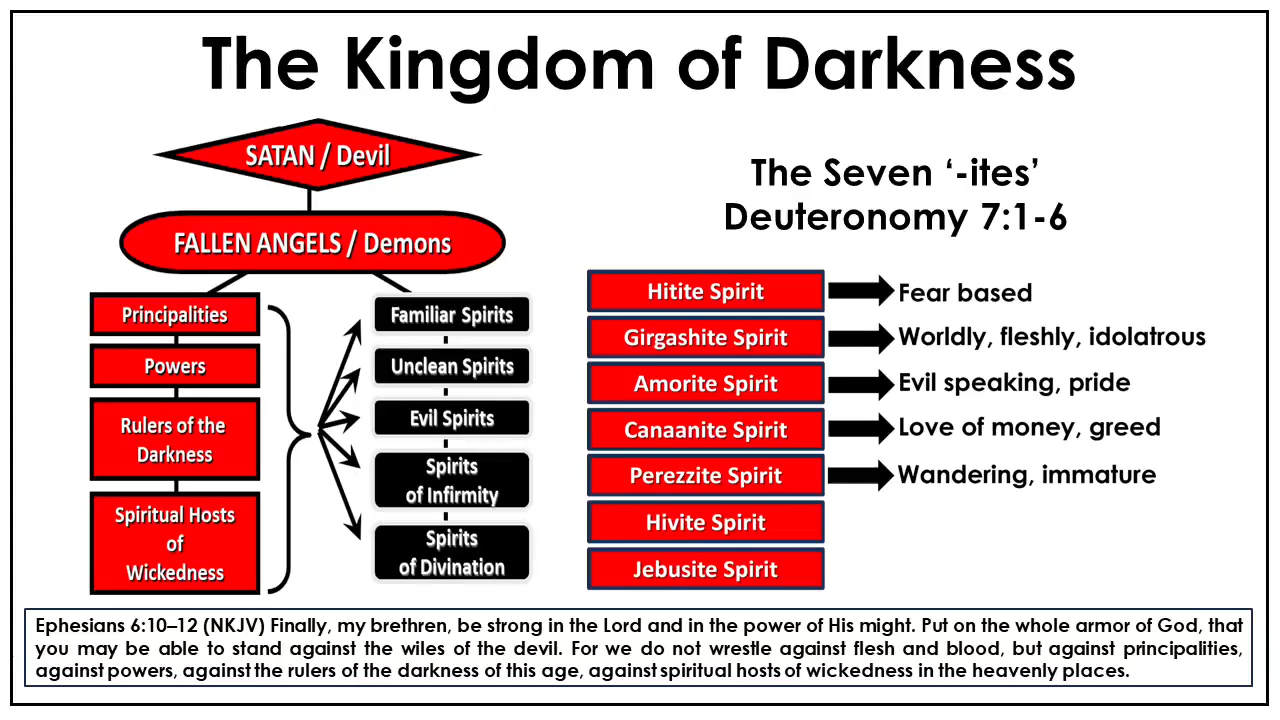 The Kingdom of Darkness
SATAN / Devil
FALLEN ANGELS / Demons
Principalities
Powers
Rulers of the
Darkness
Spiritual Hosts
of
Wickedness
Familiar Spirits
Unclean Spirits
Evil Spirits
Spirits
of Infirmity
Spirits
of Divination
The Seven ‘-ites’
Deuteronomy 7:1-6
Hitite Spirit
Fear based
Girgashite Spirit
Worldly, fleshly, idolatrous
Amorite Spirit
Evil speaking, pride
Canaanite Spirit
Love of money, greed
Perezzite Spirit
Wandering, immature
Hivite Spirit
Jebusite Spirit
Ephesians 6:10–12 (NKJV) Finally, my brethren, be strong in the Lord and in the power of His might. Put on the whole armor of God, that
you may be able to stand against the wiles of the devil. For we do not wrestle against flesh and blood, but against principalities,
against powers, against the rulers of the darkness of this age, against spiritual hosts of wickedness in the heavenly places.